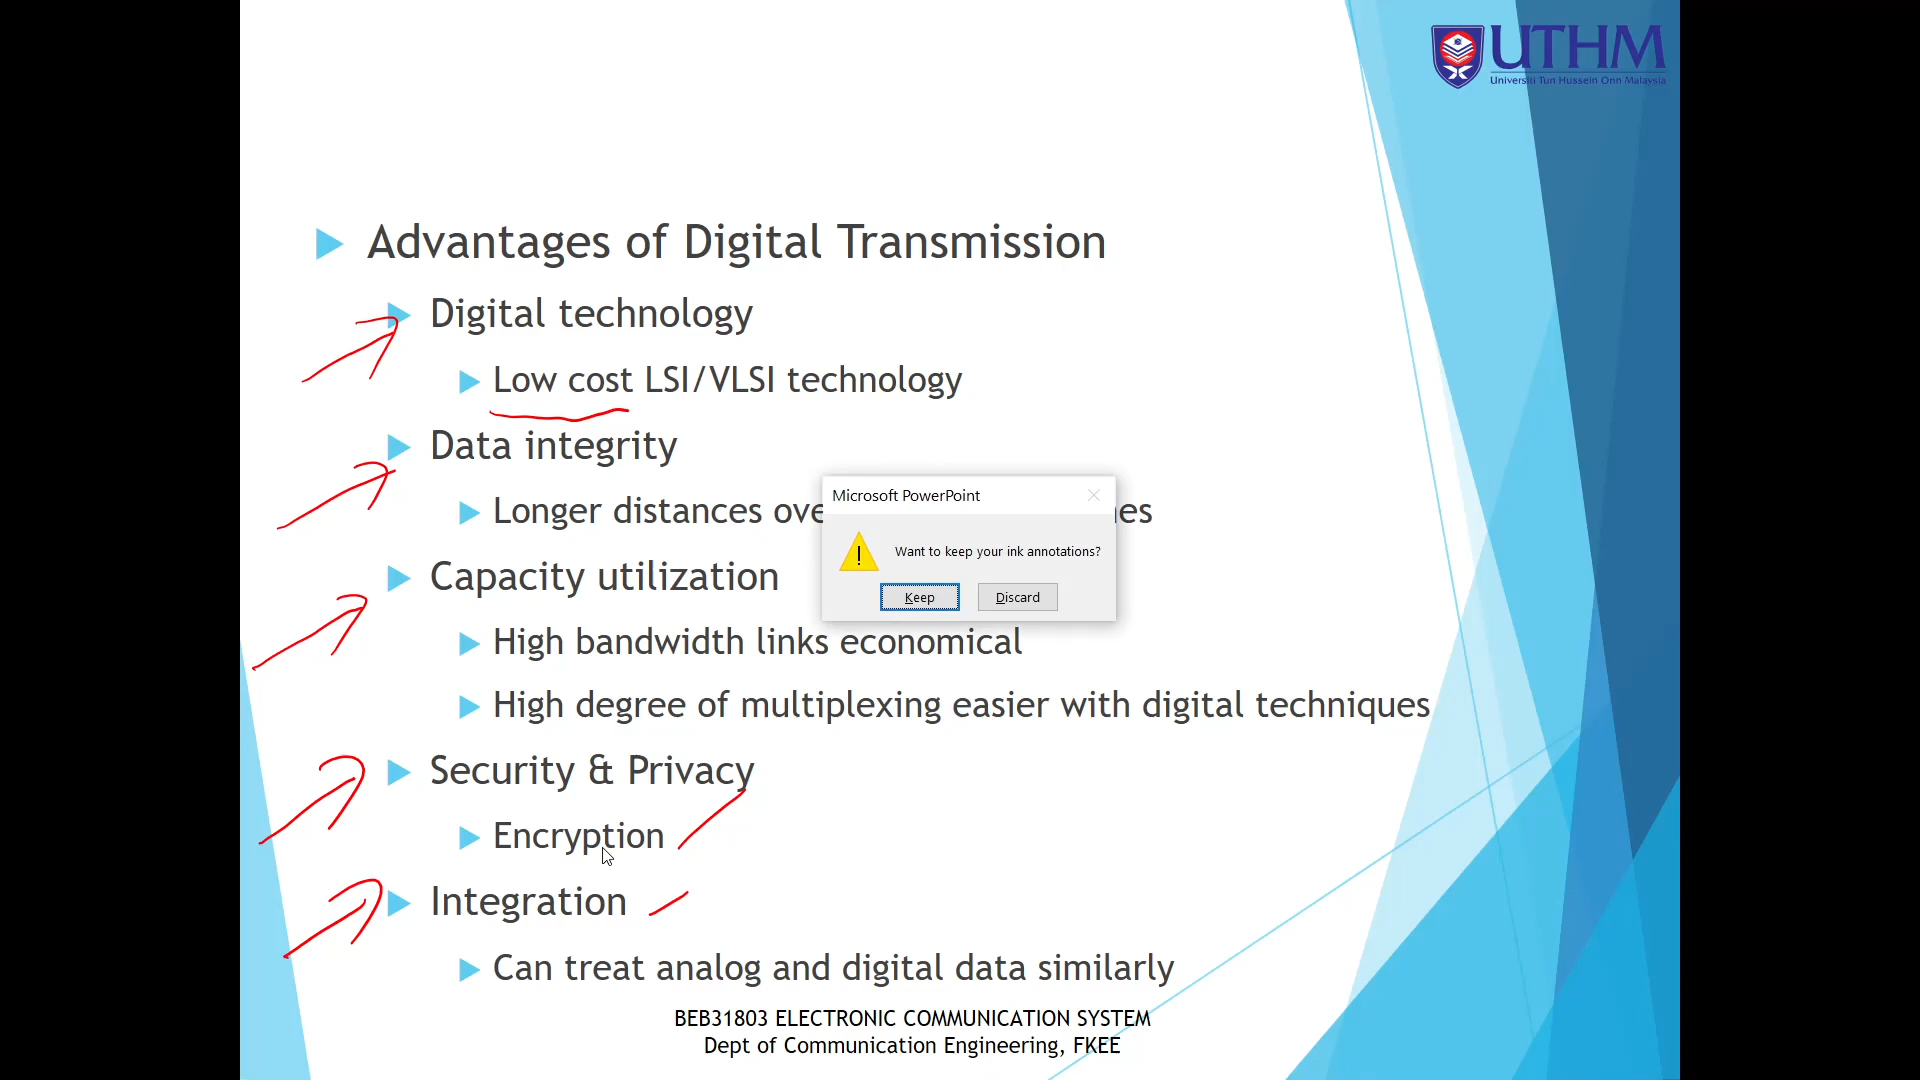 UTHM
Universiti Tun Hussein Onn Malaysia
Advantages of Digital Transmission
Digital technology
Low cost LSI/VLSI technology
Data integrity
Longer distances
Microsoft PowerPoint
Want to keep your ink annotations?
Keep
Discard
Capacity utilization
High bandwidth links economical
High degree of multiplexing easier with digital techniques
Security & Privacy
Encryption
Integration
Can treat analog and digital data similarly
BEB31803 ELECTRONIC COMMUNICATION SYSTEM
Dept of Communication Engineering, FKEE